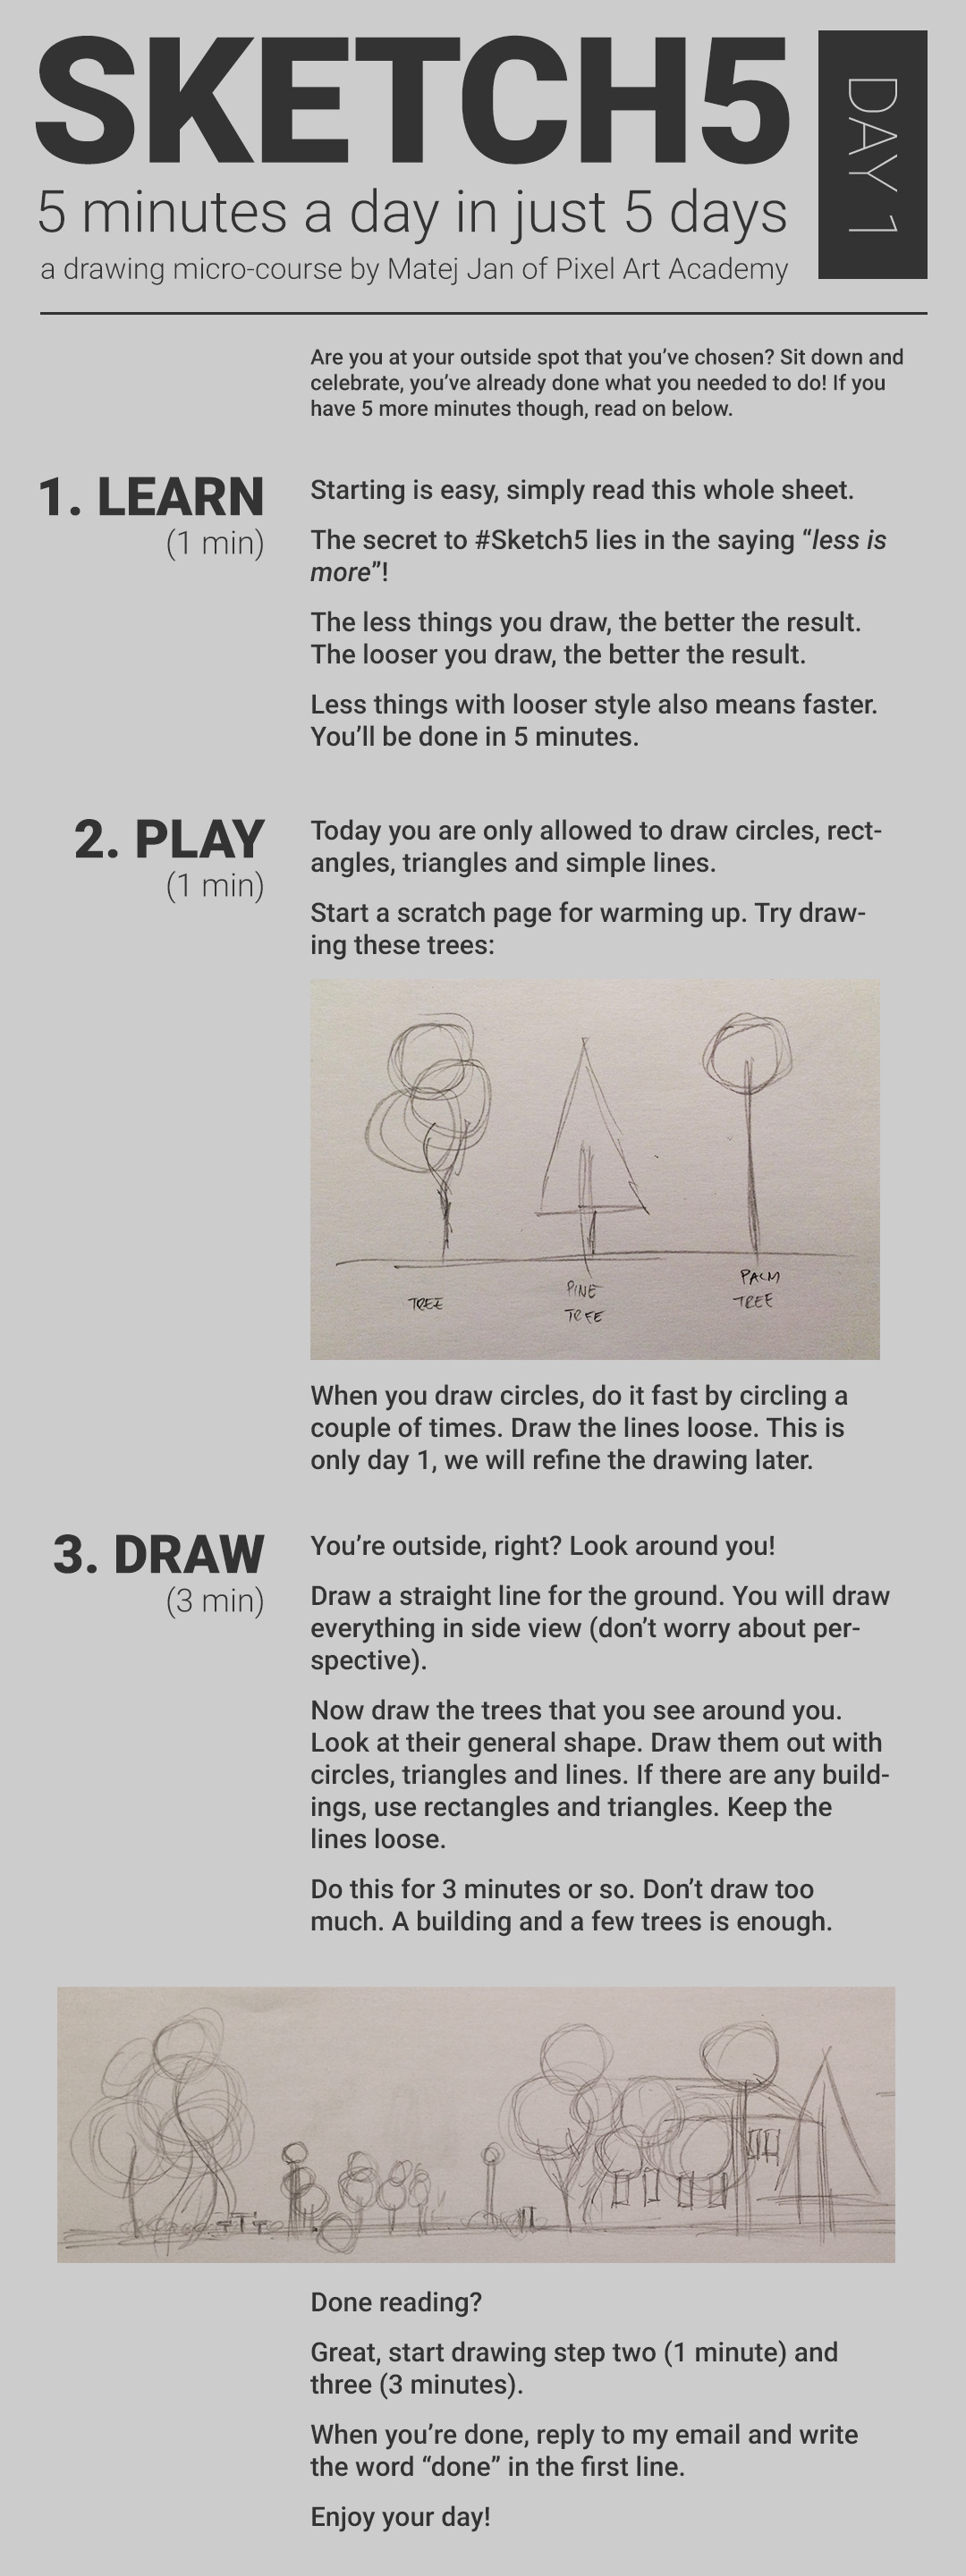 SKETCH5
DAY 1
5 minutes a day in just 5 days
a drawing micro-course by Matej Jan of Pixel Art Academy
Are you at your outside spot that you’ve chosen? Sit down and
celebrate, you’ve already done what you needed to do! If you
have 5 more minutes though, read on below.
1. LEARN
(1 min)
Starting is easy, simply read this whole sheet.
The secret to #Sketch5 lies in the saying “less is
more”!
The less things you draw, the better the result.
The looser you draw, the better the result.
Less things with looser style also means faster.
You’ll be done in 5 minutes.
2. PLAY
(1 min)
Today you are only allowed to draw circles, rect-
angles, triangles and simple lines.
Start a scratch page for warming up. Try draw-
ing these trees:
TREE
PINE
TREE
PALM
TREE
When you draw circles, do it fast by circling a
couple of times. Draw the lines loose. This is
only day 1, we will refine the drawing later.
3. DRAW
(3 min)
You’re outside, right? Look around you!
Draw a straight line for the ground. You will draw
everything in side view (don’t worry about per-
spective).
Now draw the trees that you see around you.
Look at their general shape. Draw them out with
circles, triangles and lines. If there are any build-
ings, use rectangles and triangles. Keep the
lines loose.
Do this for 3 minutes or so. Don’t draw too
much. A building and a few trees is enough.
Done reading?
Great, start drawing step two (1 minute) and
three (3 minutes).
When you’re done, reply to my email and write
the word “done” in the first line.
Enjoy your day!